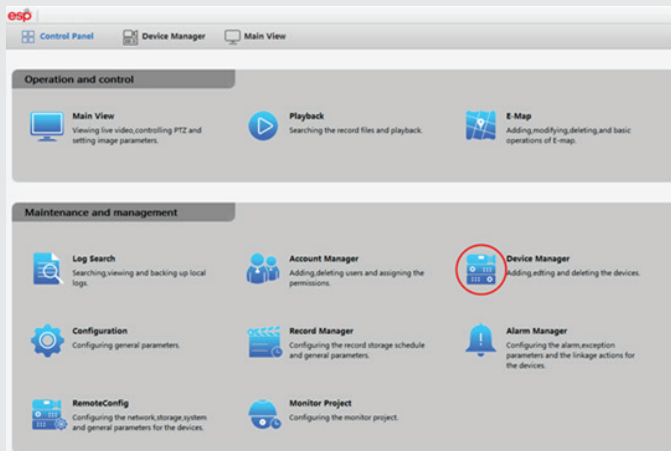 esp
Control Panel Device Manager Main View
Operation and control
Main View
Viewing live video,controlling PTZ and
setting image parameters.
Playback
Searching the record files and playback.
E-Map
Adding,modifying,deleting,and basic
operations of E-map.
Maintenance and management
Log Search
Searching,viewing and backing up local
logs.
Account Manager
Adding,deleting users and assigning the
permissions.
Device Manager
Adding,edting and deleting the devices.
Configuration
Configuring general parameters.
Record Manager
Configuring the record storage schedule
and general parameters.
Alarm Manager
Configuring the alarm,exception
parameters and the linkage actions for
the devices.
RemoteConfig
Configuring the network,storage,system
and general parameters for the devices.
Monitor Project
Configuring the monitor project.